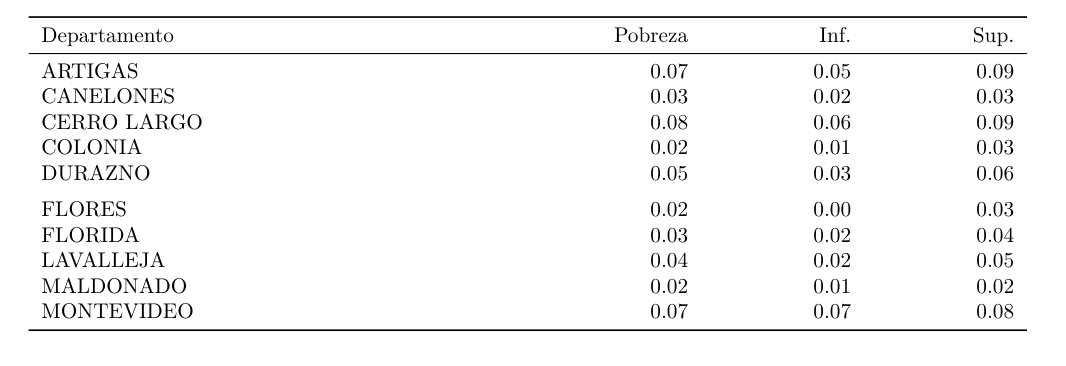 Departamento Pobreza Inf. Sup.
ARTIGAS 0.07 0.05 0.09
CANELONES 0.03 0.02 0.03
CERRO LARGO 0.08 0.06 0.09
COLONIA 0.02 0.01 0.03
DURAZNO 0.05 0.03 0.06
FLORES 0.02 0.00 0.03
FLORIDA 0.03 0.02 0.04
LAVALLEJA 0.04 0.02 0.05
MALDONADO 0.02 0.01 0.02
MONTEVIDEO 0.07 0.07 0.08